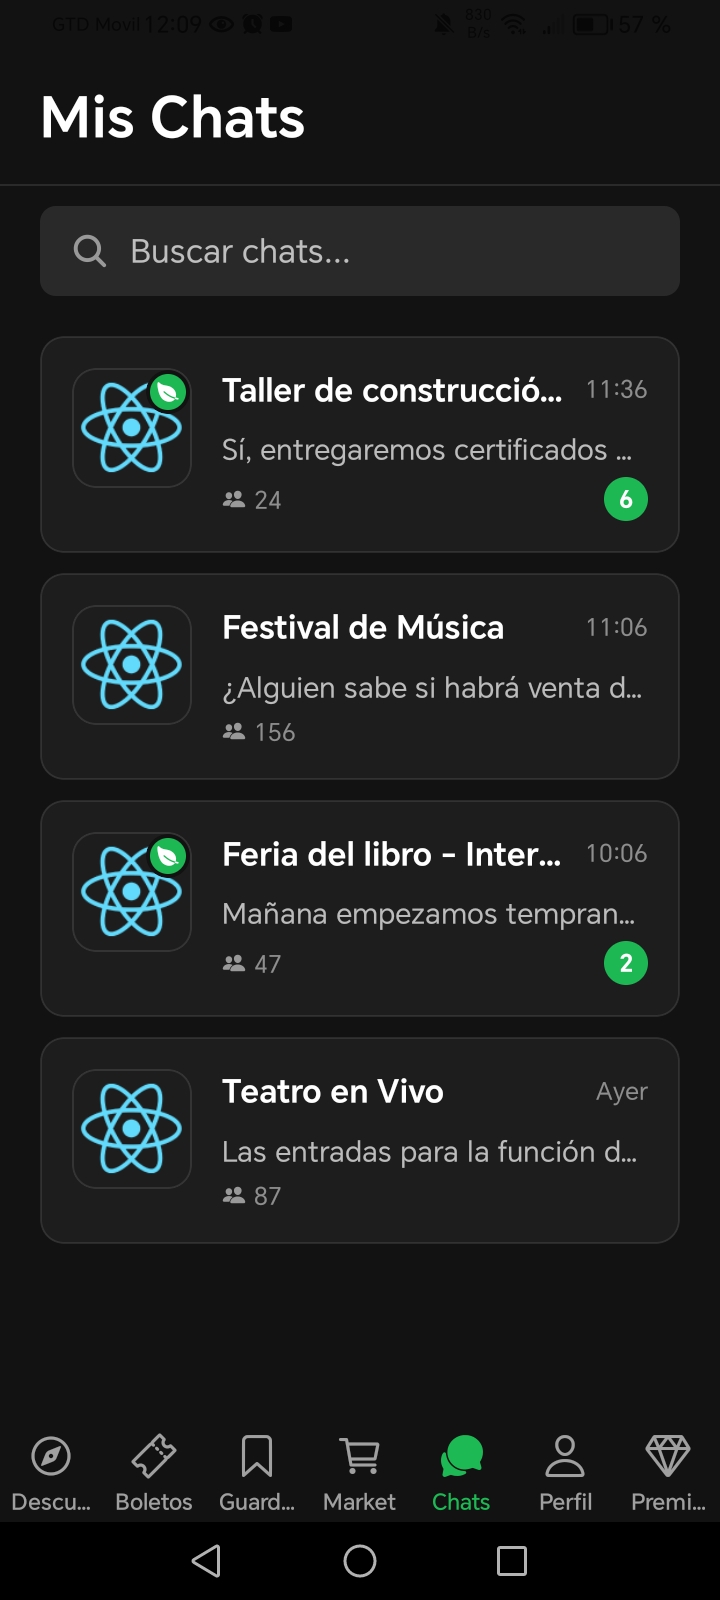 GTD Movil 12:09 830 B/s 57 %
Mis Chats
Buscar chats...
Taller de construcció... 11:36
Sí, entregaremos certificados ...
24 6
Festival de Música 11:06
¿Alguien sabe si habrá venta d...
156
Feria del libro - Inter... 10:06
Mañana empezamos tempran...
47 2
Teatro en Vivo Ayer
Las entradas para la función d...
87
Descu... Boletos Guard... Market Chats Perfil Premi...